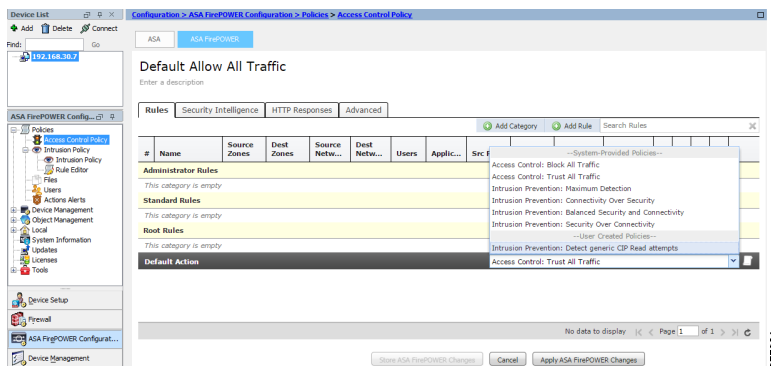 Device List
Configuration > ASA FirePOWER Configuration > Policies > Access Control Policy
Add Delete Connect
Find: Go
192.168.30.7
ASA FirePOWER Config...
Policies
Access Control Policy
Intrusion Policy
Intrusion Policy
Rule Editor
Files
Users
Actions Alerts
Device Management
Object Management
Local
System Information
Updates
Licenses
Tools
Device Setup
Firewall
ASA FirePOWER Configurat...
Device Management
ASA ASA FirePOWER
Default Allow All Traffic
Enter a description
Rules Security Intelligence HTTP Responses Advanced
Add Category Add Rule Search Rules
# Name Source Zones Dest Zones Source Netw... Dest Netw... Users Applic... Src P
Administrator Rules
This category is empty
Standard Rules
This category is empty
Root Rules
This category is empty
Default Action
--System-Provided Policies--
Access Control: Block All Traffic
Access Control: Trust All Traffic
Intrusion Prevention: Maximum Detection
Intrusion Prevention: Connectivity Over Security
Intrusion Prevention: Balanced Security and Connectivity
Intrusion Prevention: Security Over Connectivity
--User Created Policies--
Intrusion Prevention: Detect generic CIP Read attempts
Access Control: Trust All Traffic
No data to display Page 1 of 1
Store ASA FirePOWER Changes Cancel Apply ASA FirePOWER Changes